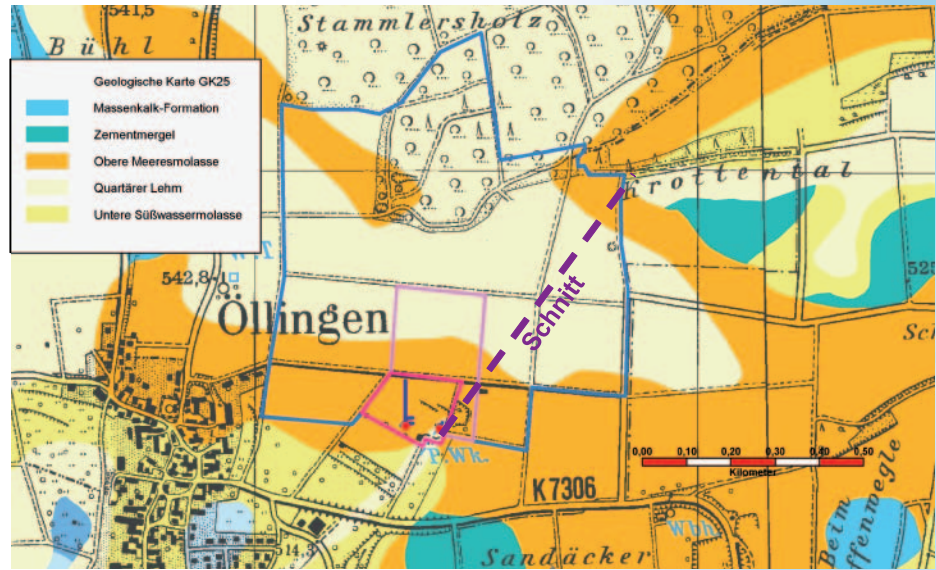 541,5
Stammlersholz
Bühl
Geologische Karte GK25
Massenkalk-Formation
Zementmergel
Obere Meeresmolasse
Quartärer Lehm
Untere Süßwassermolasse
Krottental
542,8
Öllingen
Schnitt
P.Wk.
0,00 0,10 0,20 0,30 0,40 0,50
Kilometer
K 7306
Wbh.
Beim
ffenwegle
Sandäcker